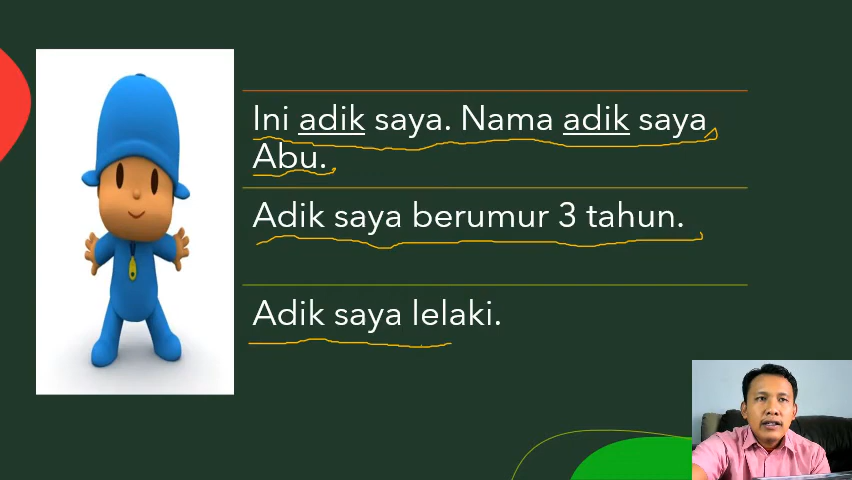 Ini adik saya. Nama adik saya
Abu.
Adik saya berumur 3 tahun.
Adik saya lelaki.